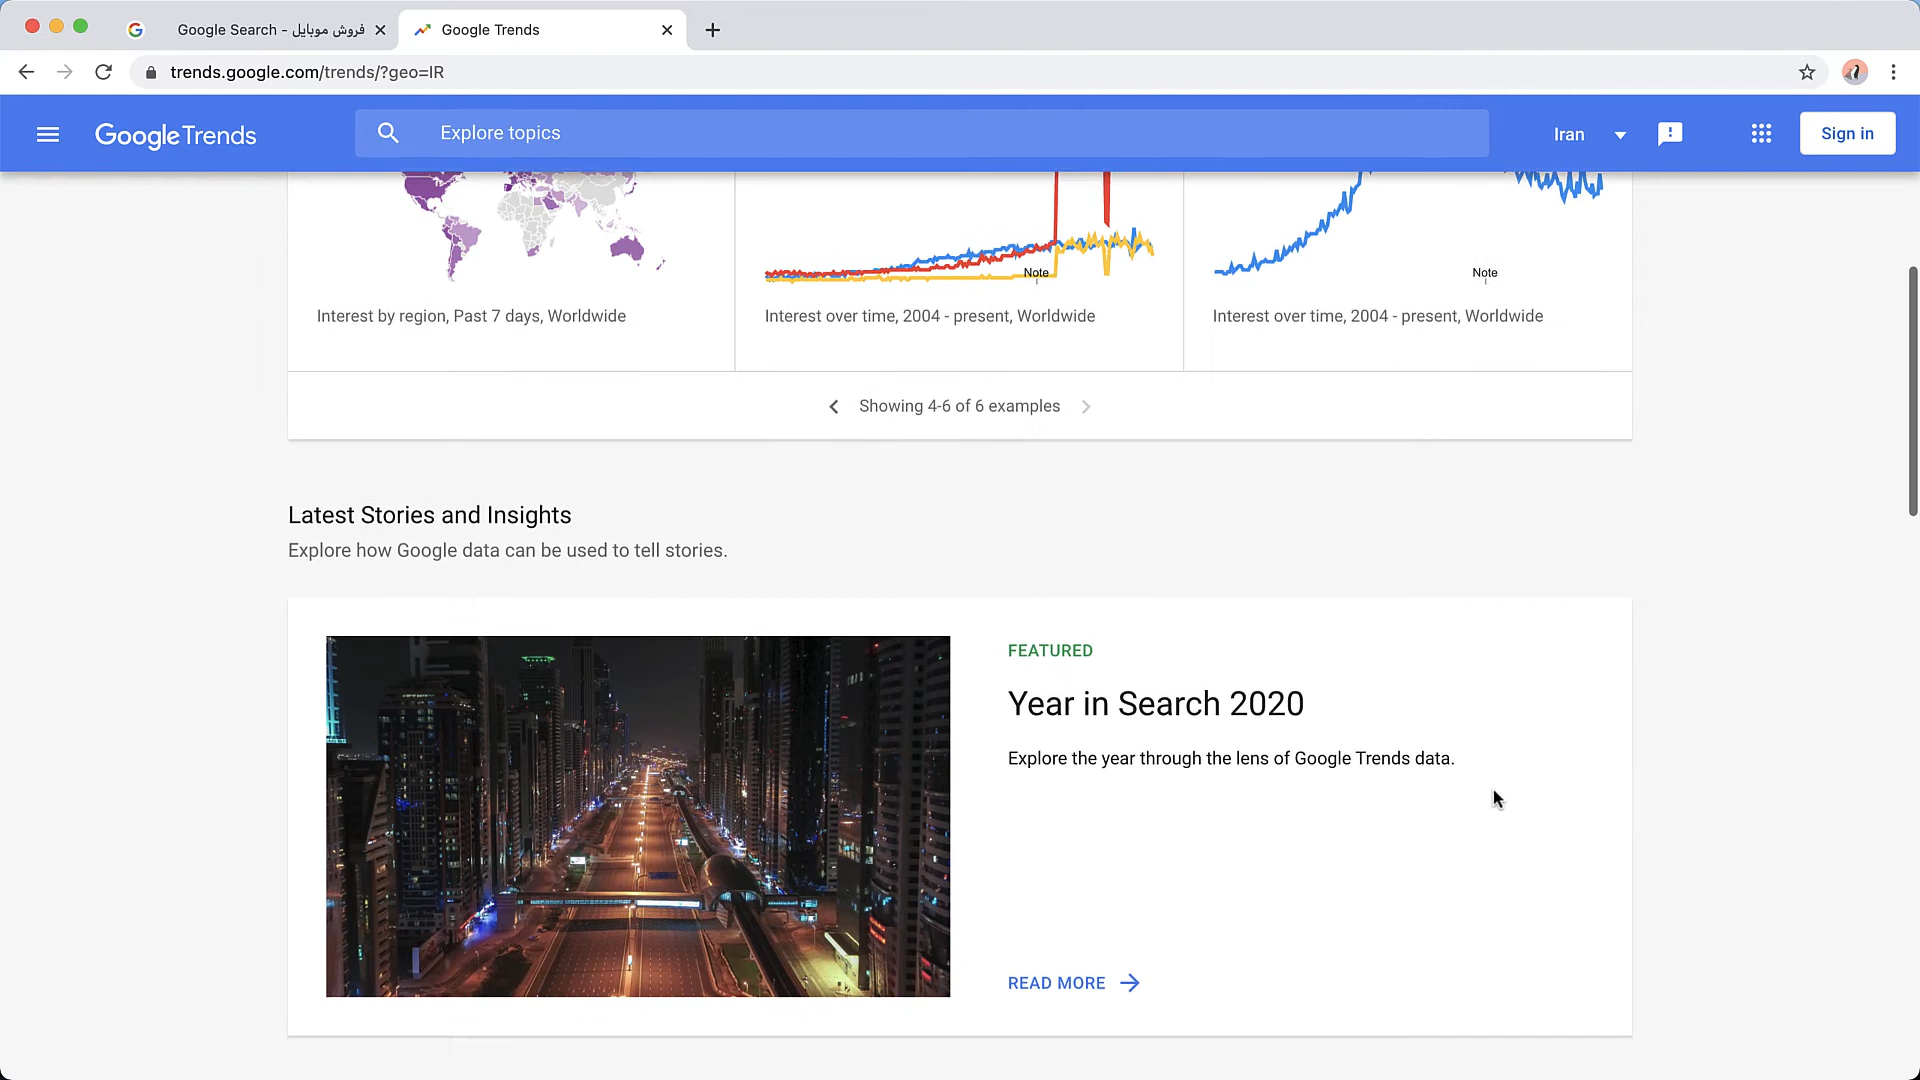 Google Search - فروش موبایل
Google Trends
trends.google.com/trends/?geo=IR
Google Trends
Explore topics
Iran
Sign in
Note
Note
Interest by region, Past 7 days, Worldwide
Interest over time, 2004 - present, Worldwide
Interest over time, 2004 - present, Worldwide
Showing 4-6 of 6 examples
Latest Stories and Insights
Explore how Google data can be used to tell stories.
FEATURED
Year in Search 2020
Explore the year through the lens of Google Trends data.
READ MORE